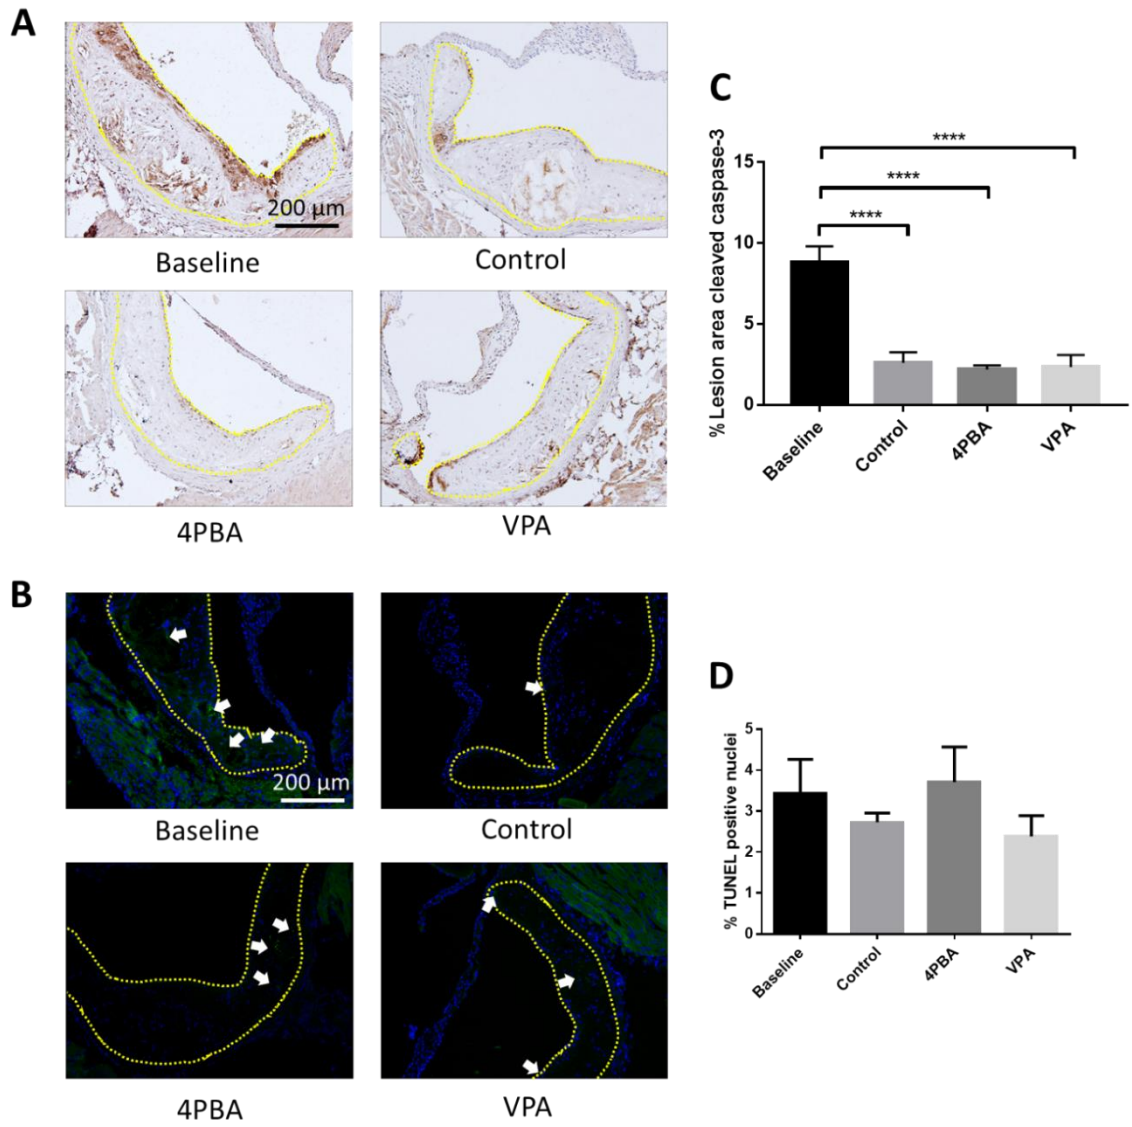 A
200 µm
Baseline
Control
4PBA
VPA
B
200 µm
Baseline
Control
4PBA
VPA
C
% Lesion area cleaved caspase-3
15
10
5
0
****
****
****
Baseline
Control
4PBA
VPA
D
% TUNEL positive nuclei
5
4
3
2
1
0
Baseline
Control
4PBA
VPA